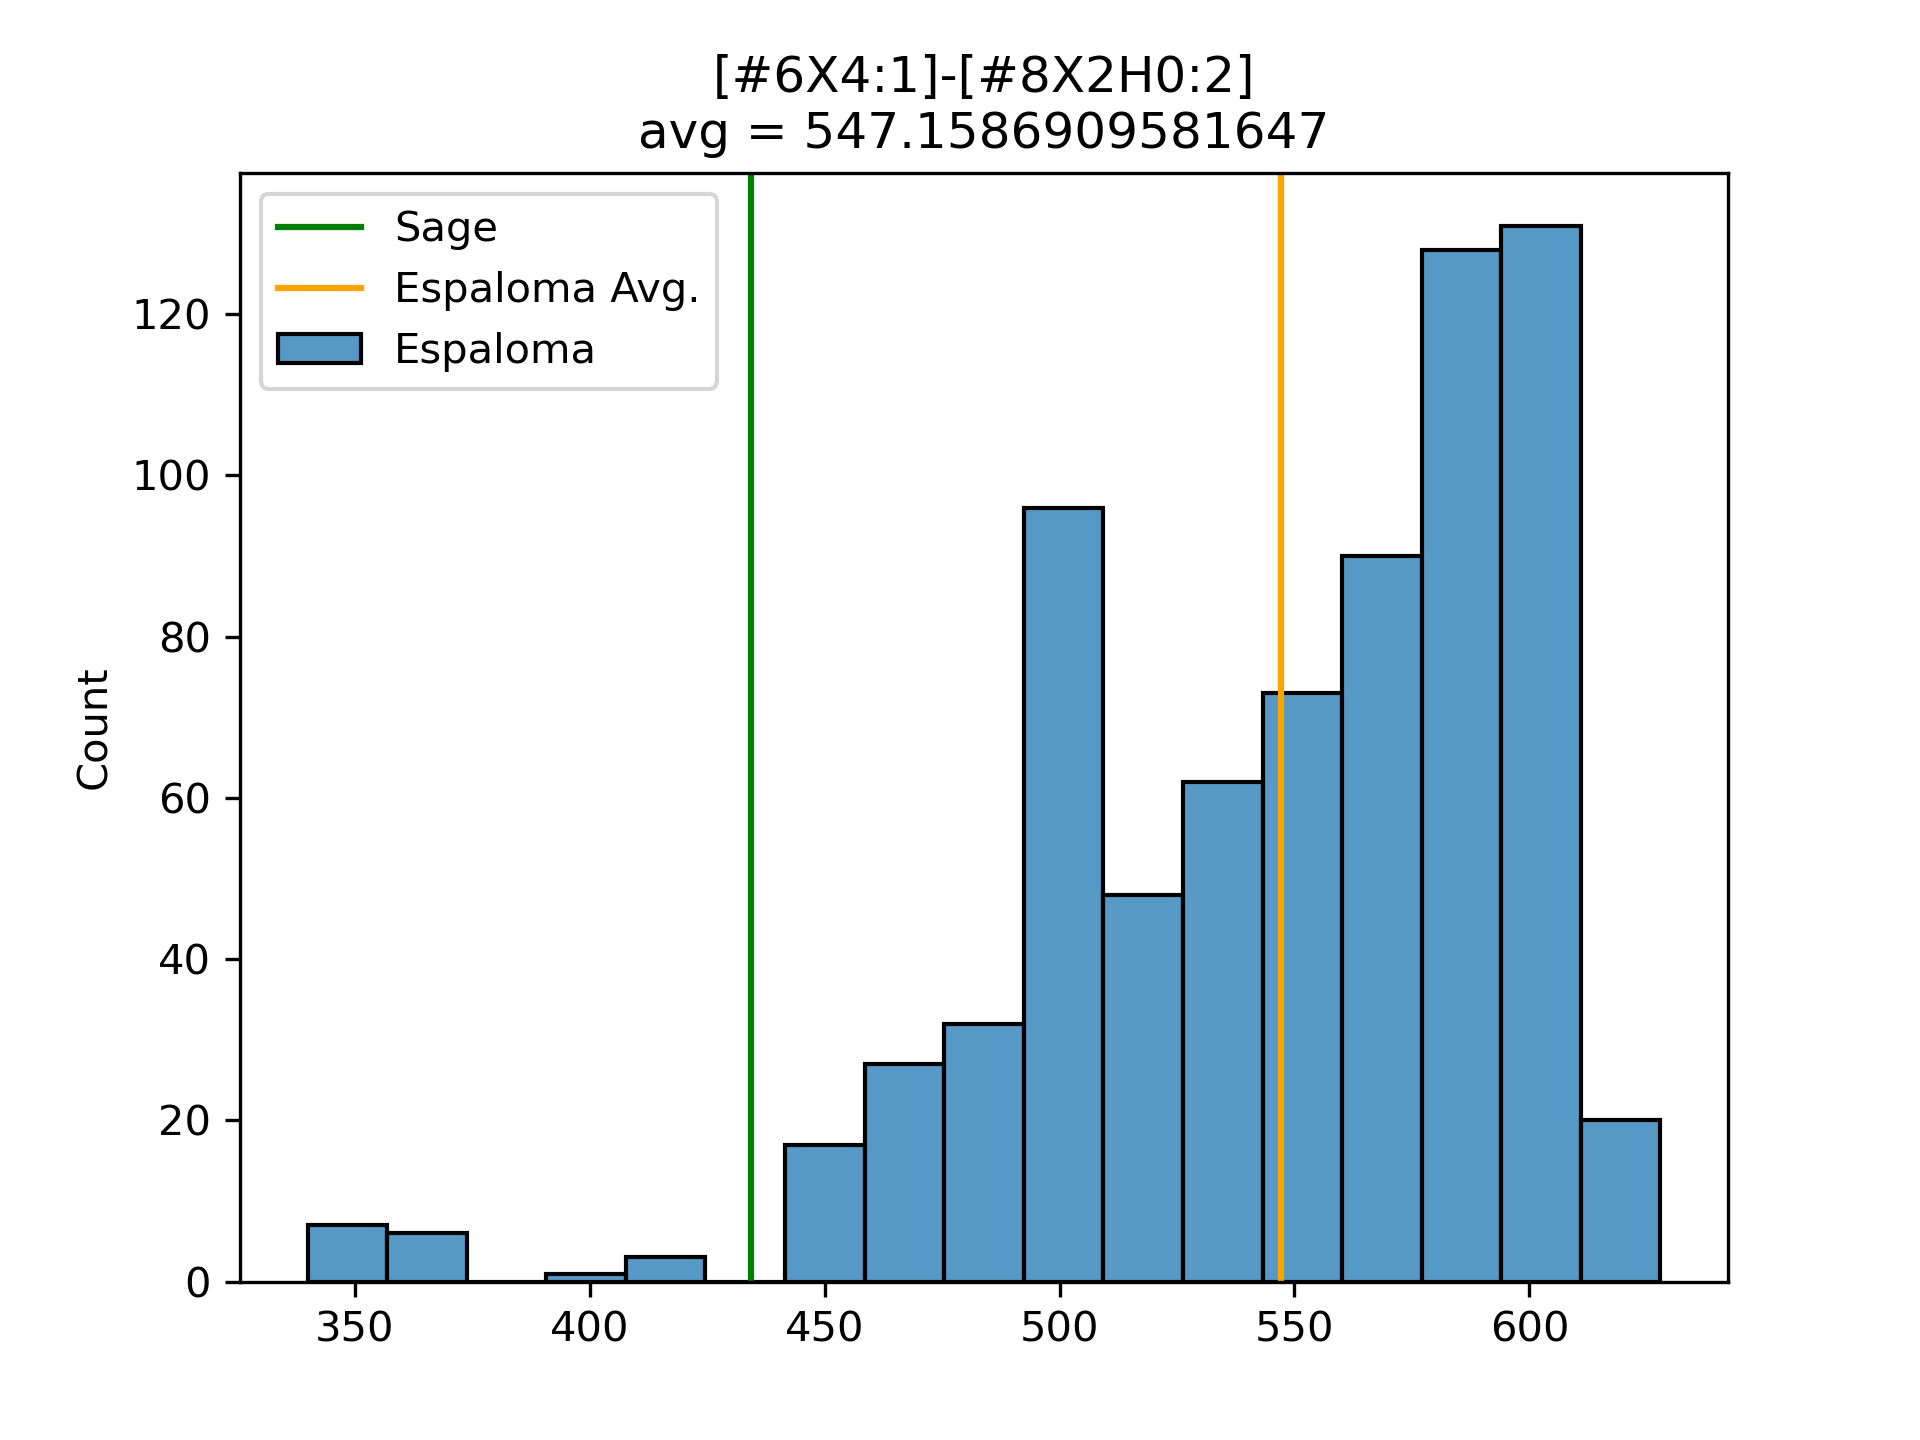 [#6X4:1]-[#8X2H0:2]
avg = 547.1586909581647
Sage
Espaloma Avg.
Espaloma
Count
120
100
80
60
40
20
0
350 400 450 500 550 600